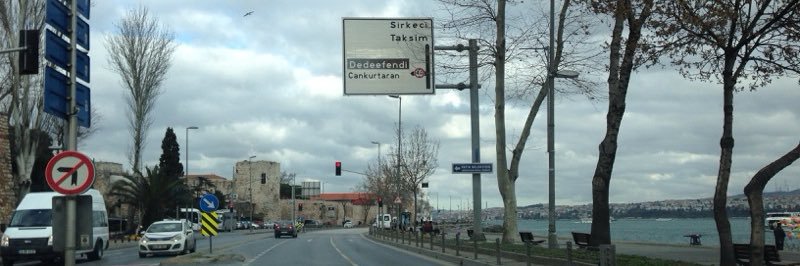 Sirkeci
Taksim
Dedeefendi
Cankurtaran